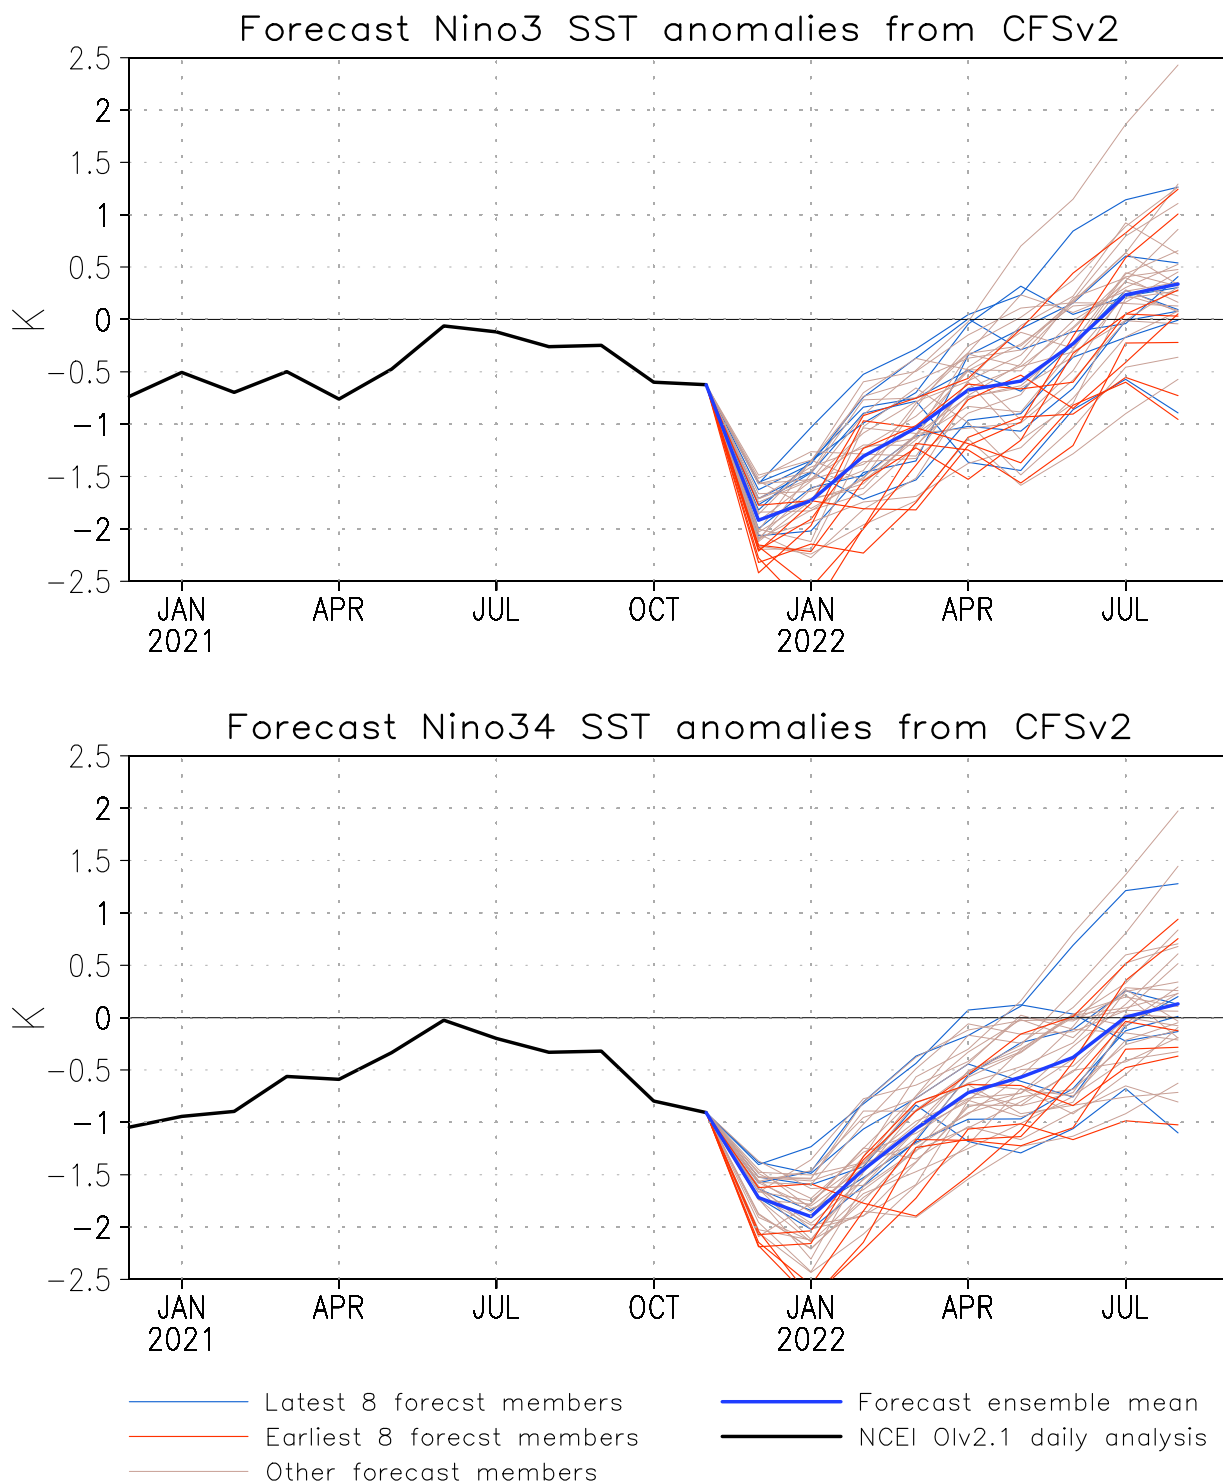 Forecast Nino3 SST anomalies from CFSv2
2.5
2
1.5
1
0.5
0
-0.5
-1
-1.5
-2
-2.5
K
JAN APR JUL OCT JAN APR JUL
2021 2022
Forecast Nino34 SST anomalies from CFSv2
2.5
2
1.5
1
0.5
0
-0.5
-1
-1.5
-2
-2.5
K
JAN APR JUL OCT JAN APR JUL
2021 2022
Latest 8 forecst members Forecast ensemble mean
Earliest 8 forecst members NCEI OIv2.1 daily analysis
Other forecast members